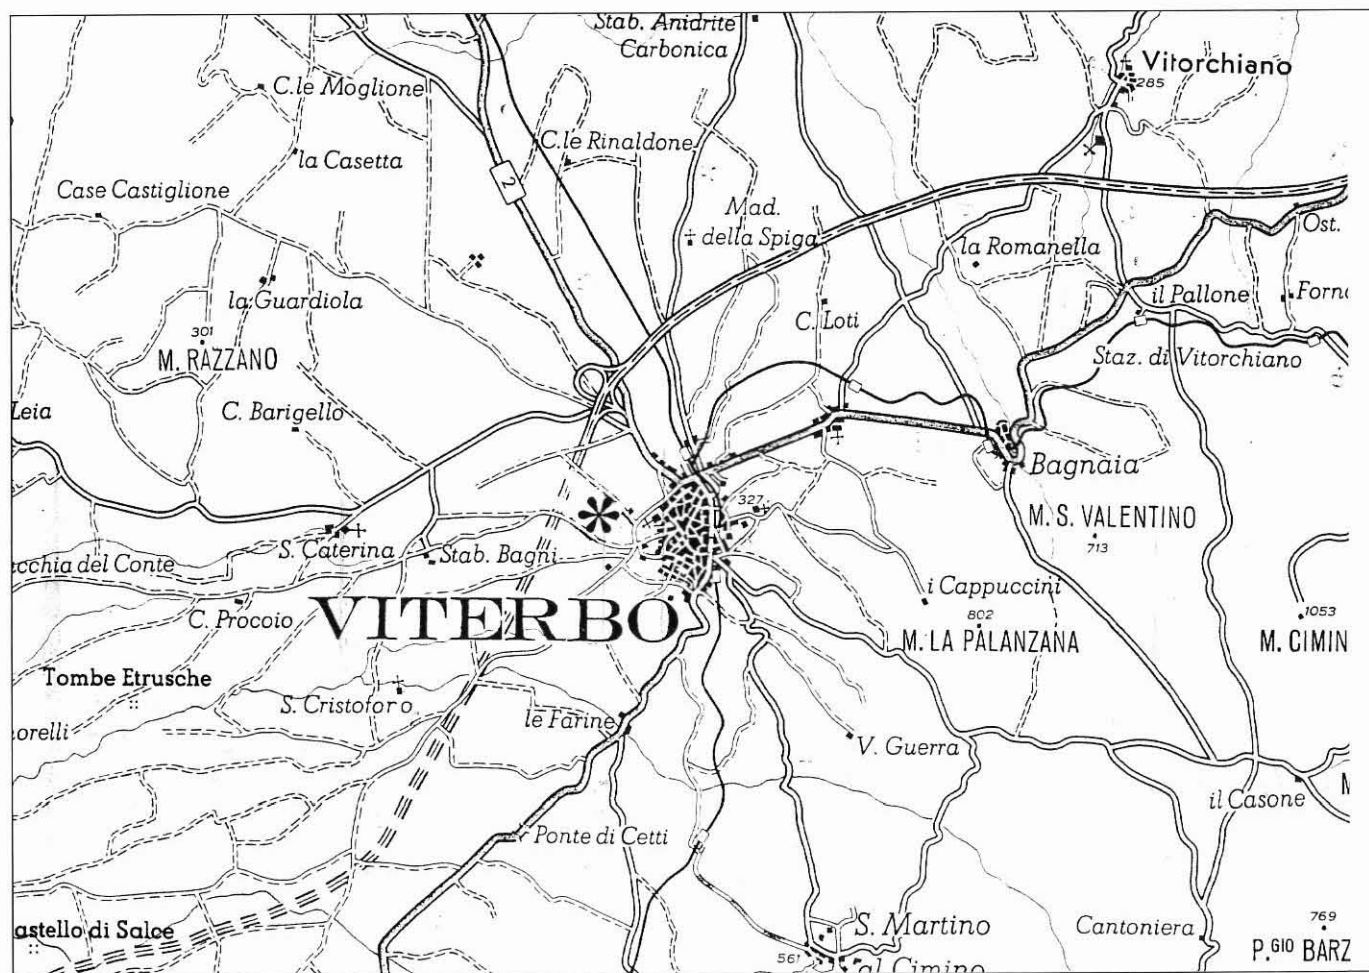 Stab. Anidrite
Carbonica
Vitorchiano
285
C.le Moglione
C.le Rinaldone
la Casetta
2
Case Castiglione
Mad.
della Spiga
Ost.
la Romanella
la Guardiola
il Pallone
C. Loti
301
M. RAZZANO
Staz. di Vitorchiano
Leia
C. Barigello
Bagnaia
327
*
M. S. VALENTINO
713
S. Caterina
Stab. Bagni
cchia del Conte
i Cappuccini
C. Procoio
VITERBO
802
M. LA PALANZANA
1053
M. CIMIN
Tombe Etrusche
S. Cristoforo
orelli
le Farine
V. Guerra
il Casone
Ponte di Cetti
astello di Salce
S. Martino
al Cimino
561
Cantoniera
769
P.GIO BARZ